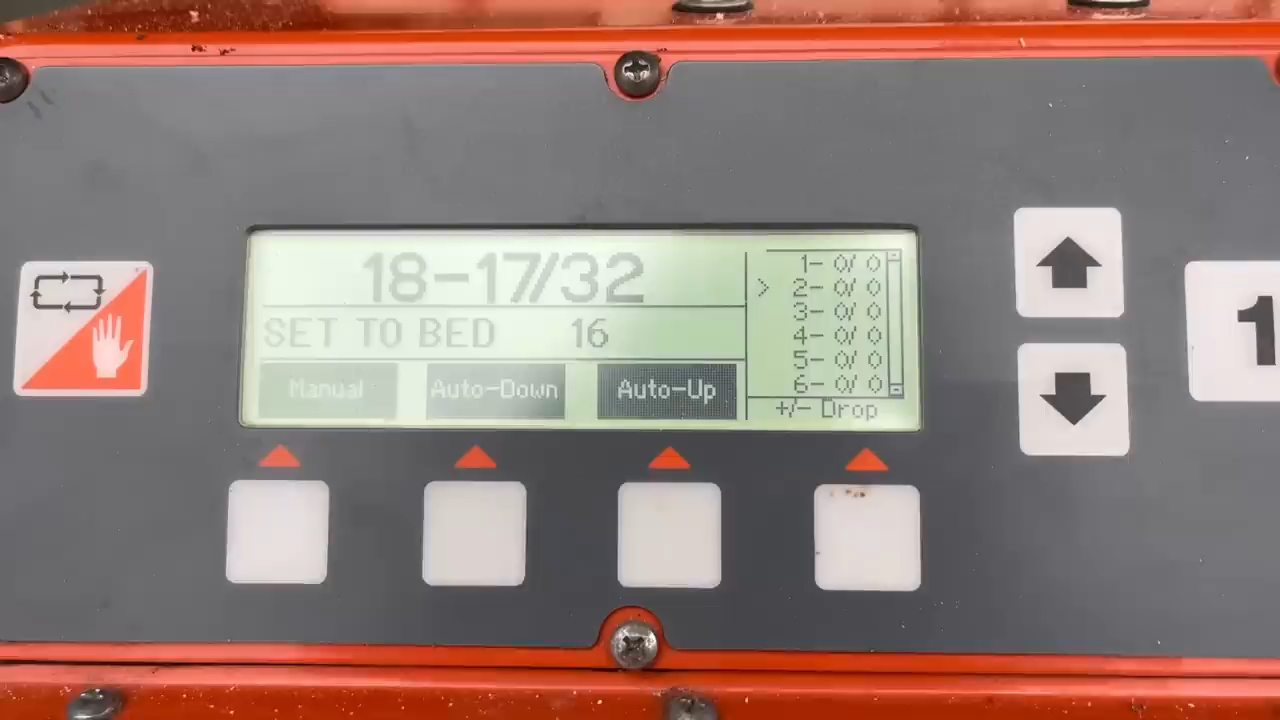 18-17/32
SET TO BED 16
Manual Auto-Down Auto-Up
1- 0/ 0
> 2- 0/ 0
3- 0/ 0
4- 0/ 0
5- 0/ 0
6- 0/ 0
+/- Drop
1